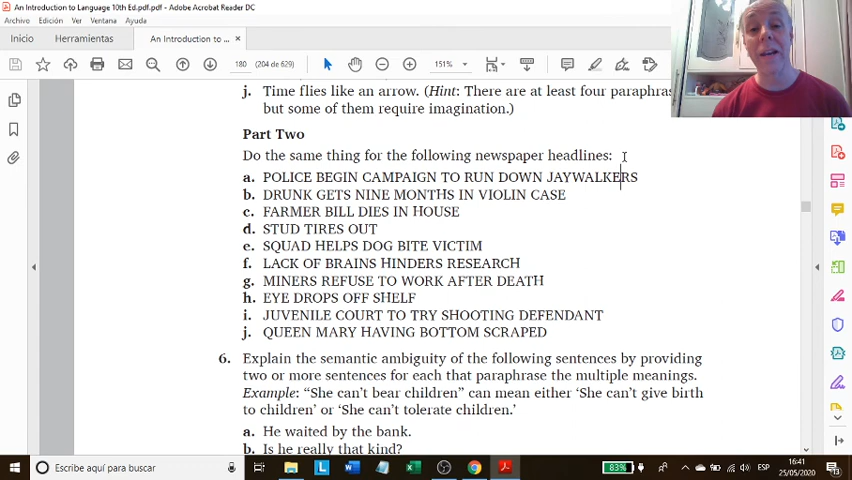 An Introduction to Language 10th Ed.pdf.pdf - Adobe Acrobat Reader DC
Archivo Edición Ver Ventana Ayuda
Inicio Herramientas An Introduction to ... ×
180 (204 de 629) 151%
j. Time flies like an arrow. (Hint: There are at least four paraphras
but some of them require imagination.)
Part Two
Do the same thing for the following newspaper headlines:
a. POLICE BEGIN CAMPAIGN TO RUN DOWN JAYWALKERS
b. DRUNK GETS NINE MONTHS IN VIOLIN CASE
c. FARMER BILL DIES IN HOUSE
d. STUD TIRES OUT
e. SQUAD HELPS DOG BITE VICTIM
f. LACK OF BRAINS HINDERS RESEARCH
g. MINERS REFUSE TO WORK AFTER DEATH
h. EYE DROPS OFF SHELF
i. JUVENILE COURT TO TRY SHOOTING DEFENDANT
j. QUEEN MARY HAVING BOTTOM SCRAPED
6. Explain the semantic ambiguity of the following sentences by providing
two or more sentences for each that paraphrase the multiple meanings.
Example: “She can’t bear children” can mean either ‘She can’t give birth
to children’ or ‘She can’t tolerate children.’
a. He waited by the bank.
b. Is he really that kind?
Escribe aquí para buscar
83% ESP 16:41
25/05/2020 13